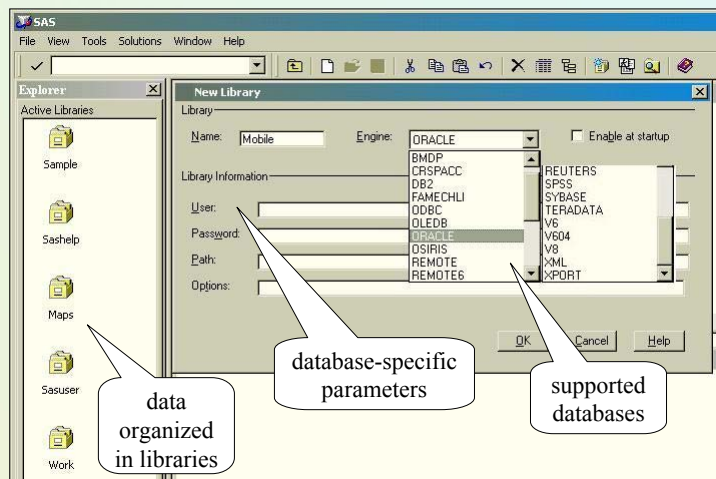 SAS
File View Tools Solutions Window Help
Explorer
Active Libraries
Sample
Sashelp
Maps
Sasuser
Work
New Library
Library
Name: Mobile Engine: ORACLE Enable at startup
Library Information
User:
Password:
Path:
Options:
BMDP
CRSPACC
DB2
FAMECHLI
ODBC
OLEDB
ORACLE
OSIRIS
REMOTE
REMOTE6
REUTERS
SPSS
SYBASE
TERADATA
V6
V604
V8
XML
XPORT
OK Cancel Help
database-specific
parameters
supported
databases
data
organized
in libraries